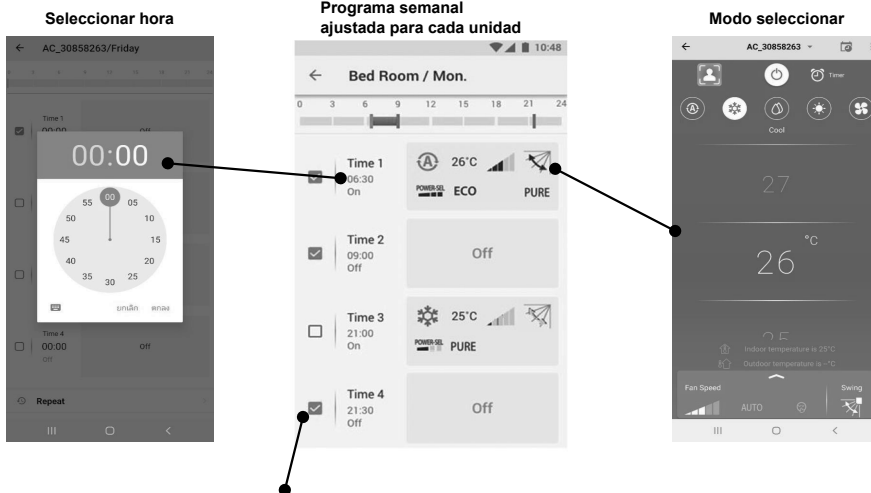 Seleccionar hora
Programa semanal
ajustada para cada unidad
Modo seleccionar
AC_30858263/Friday
Time 1
00:00
Off
00:00
00
05
10
15
20
25
30
35
40
45
50
55
ยกเลิก ตกลง
Time 4
00:00
Off
Off
Repeat
10:48
Bed Room / Mon.
0 3 6 9 12 15 18 21 24
Time 1
06:30
On
A 26°C
POWER-SEL ECO PURE
Time 2
09:00
Off
Off
Time 3
21:00
On
25°C
POWER-SEL PURE
Time 4
21:30
Off
Off
AC_30858263
Timer
A
Cool
27
26 °C
25
Indoor temperature is 25°C
Outdoor temperature is --°C
Fan Speed
AUTO
Swing